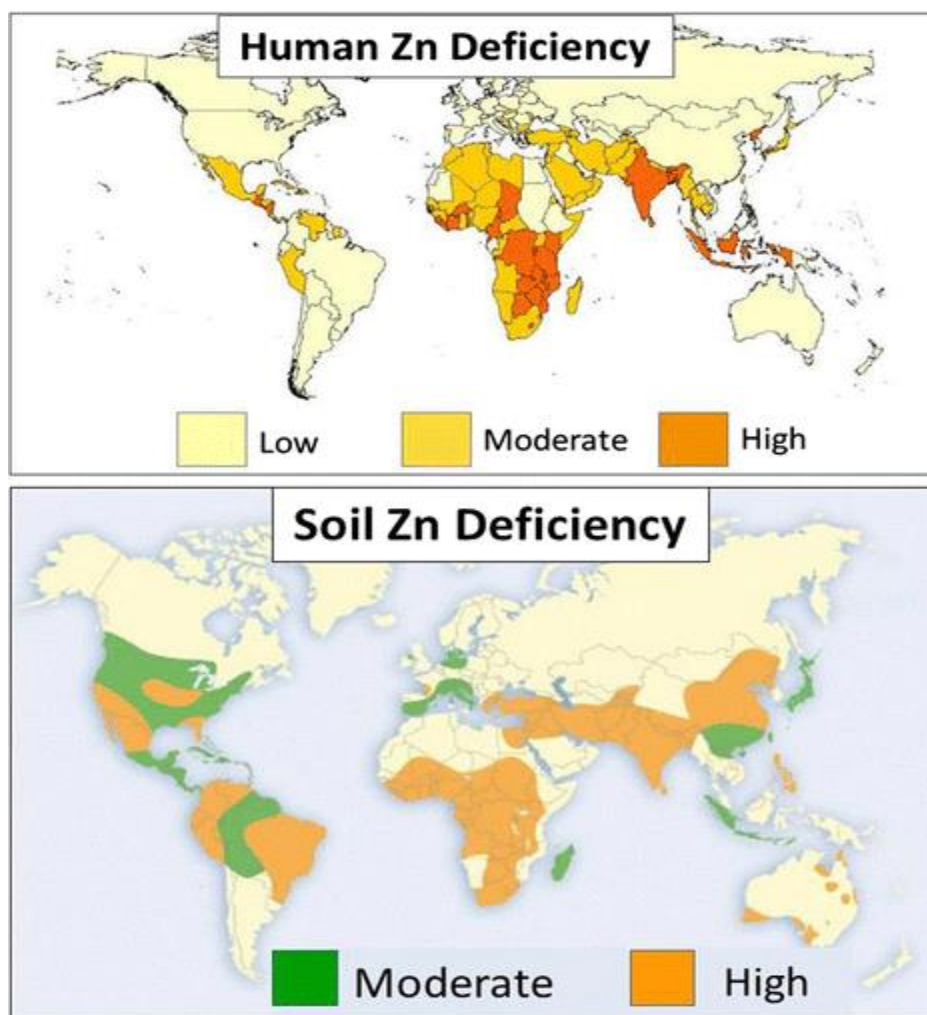 Human Zn Deficiency
Low
Moderate
High
Soil Zn Deficiency
Moderate
High